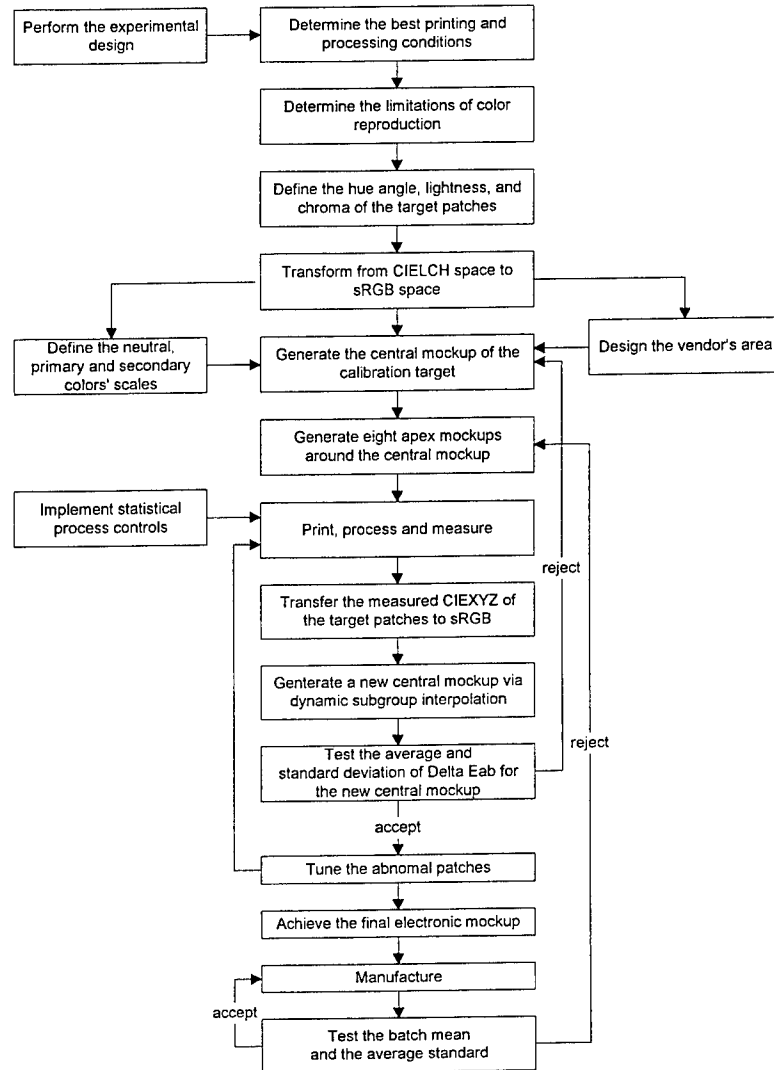 Perform the experimental
design
Determine the best printing and
processing conditions
Determine the limitations of color
reproduction
Define the hue angle, lightness, and
chroma of the target patches
Transform from CIELCH space to
sRGB space
Define the neutral,
primary and secondary
colors' scales
Generate the central mockup of the
calibration target
Design the vendor's area
Generate eight apex mockups
around the central mockup
Implement statistical
process controls
Print, process and measure
reject
Transfer the measured CIEXYZ of
the target patches to sRGB
Genterate a new central mockup via
dynamic subgroup interpolation
reject
Test the average and
standard deviation of Delta Eab for
the new central mockup
accept
Tune the abnomal patches
Achieve the final electronic mockup
Manufacture
accept
Test the batch mean
and the average standard